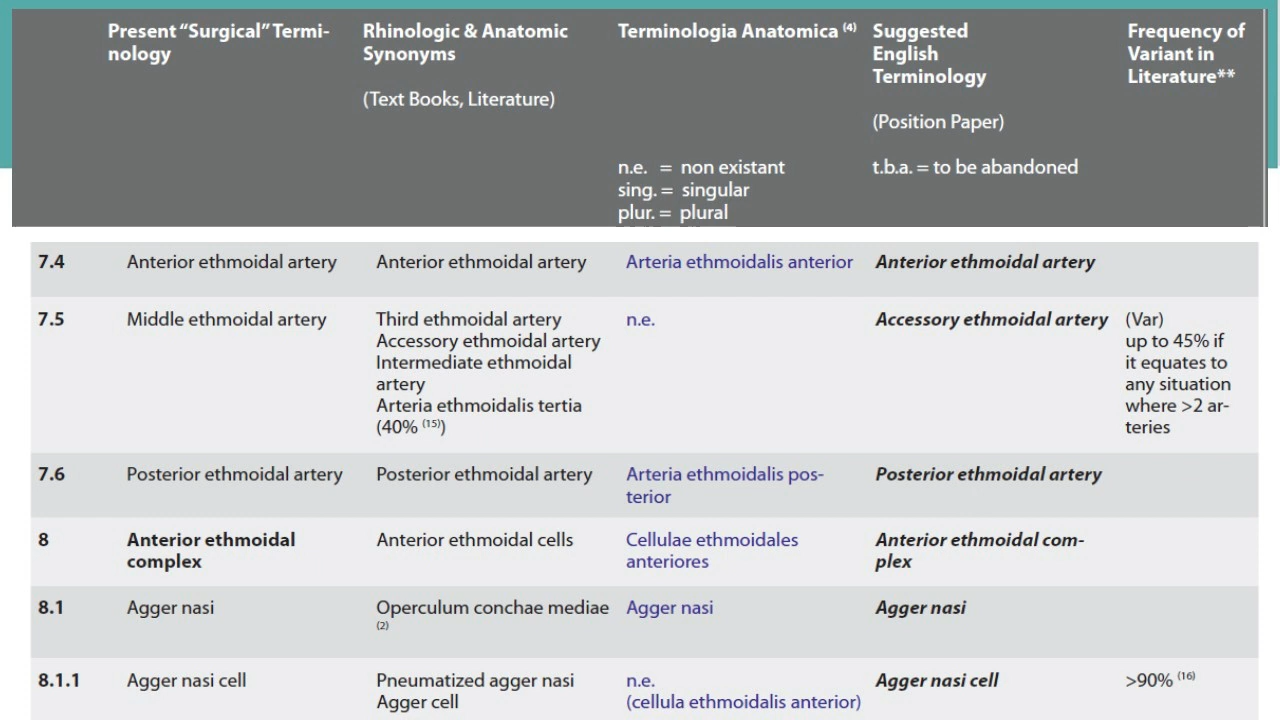 Present “Surgical” Termi-
nology
Rhinologic & Anatomic
Synonyms
(Text Books, Literature)
Terminologia Anatomica (4)
n.e. = non existant
sing. = singular
plur. = plural
Suggested
English
Terminology
(Position Paper)
t.b.a. = to be abandoned
Frequency of
Variant in
Literature**
7.4 Anterior ethmoidal artery Anterior ethmoidal artery Arteria ethmoidalis anterior Anterior ethmoidal artery
7.5 Middle ethmoidal artery
Third ethmoidal artery
Accessory ethmoidal artery
Intermediate ethmoidal
artery
Arteria ethmoidalis tertia
(40% (15))
n.e.
Accessory ethmoidal artery
(Var)
up to 45% if
it equates to
any situation
where >2 ar-
teries
7.6 Posterior ethmoidal artery Posterior ethmoidal artery
Arteria ethmoidalis pos-
terior
Posterior ethmoidal artery
8
Anterior ethmoidal
complex
Anterior ethmoidal cells
Cellulae ethmoidales
anteriores
Anterior ethmoidal com-
plex
8.1 Agger nasi
Operculum conchae mediae
(2)
Agger nasi
Agger nasi
8.1.1 Agger nasi cell
Pneumatized agger nasi
Agger cell
n.e.
(cellula ethmoidalis anterior)
Agger nasi cell
>90% (16)